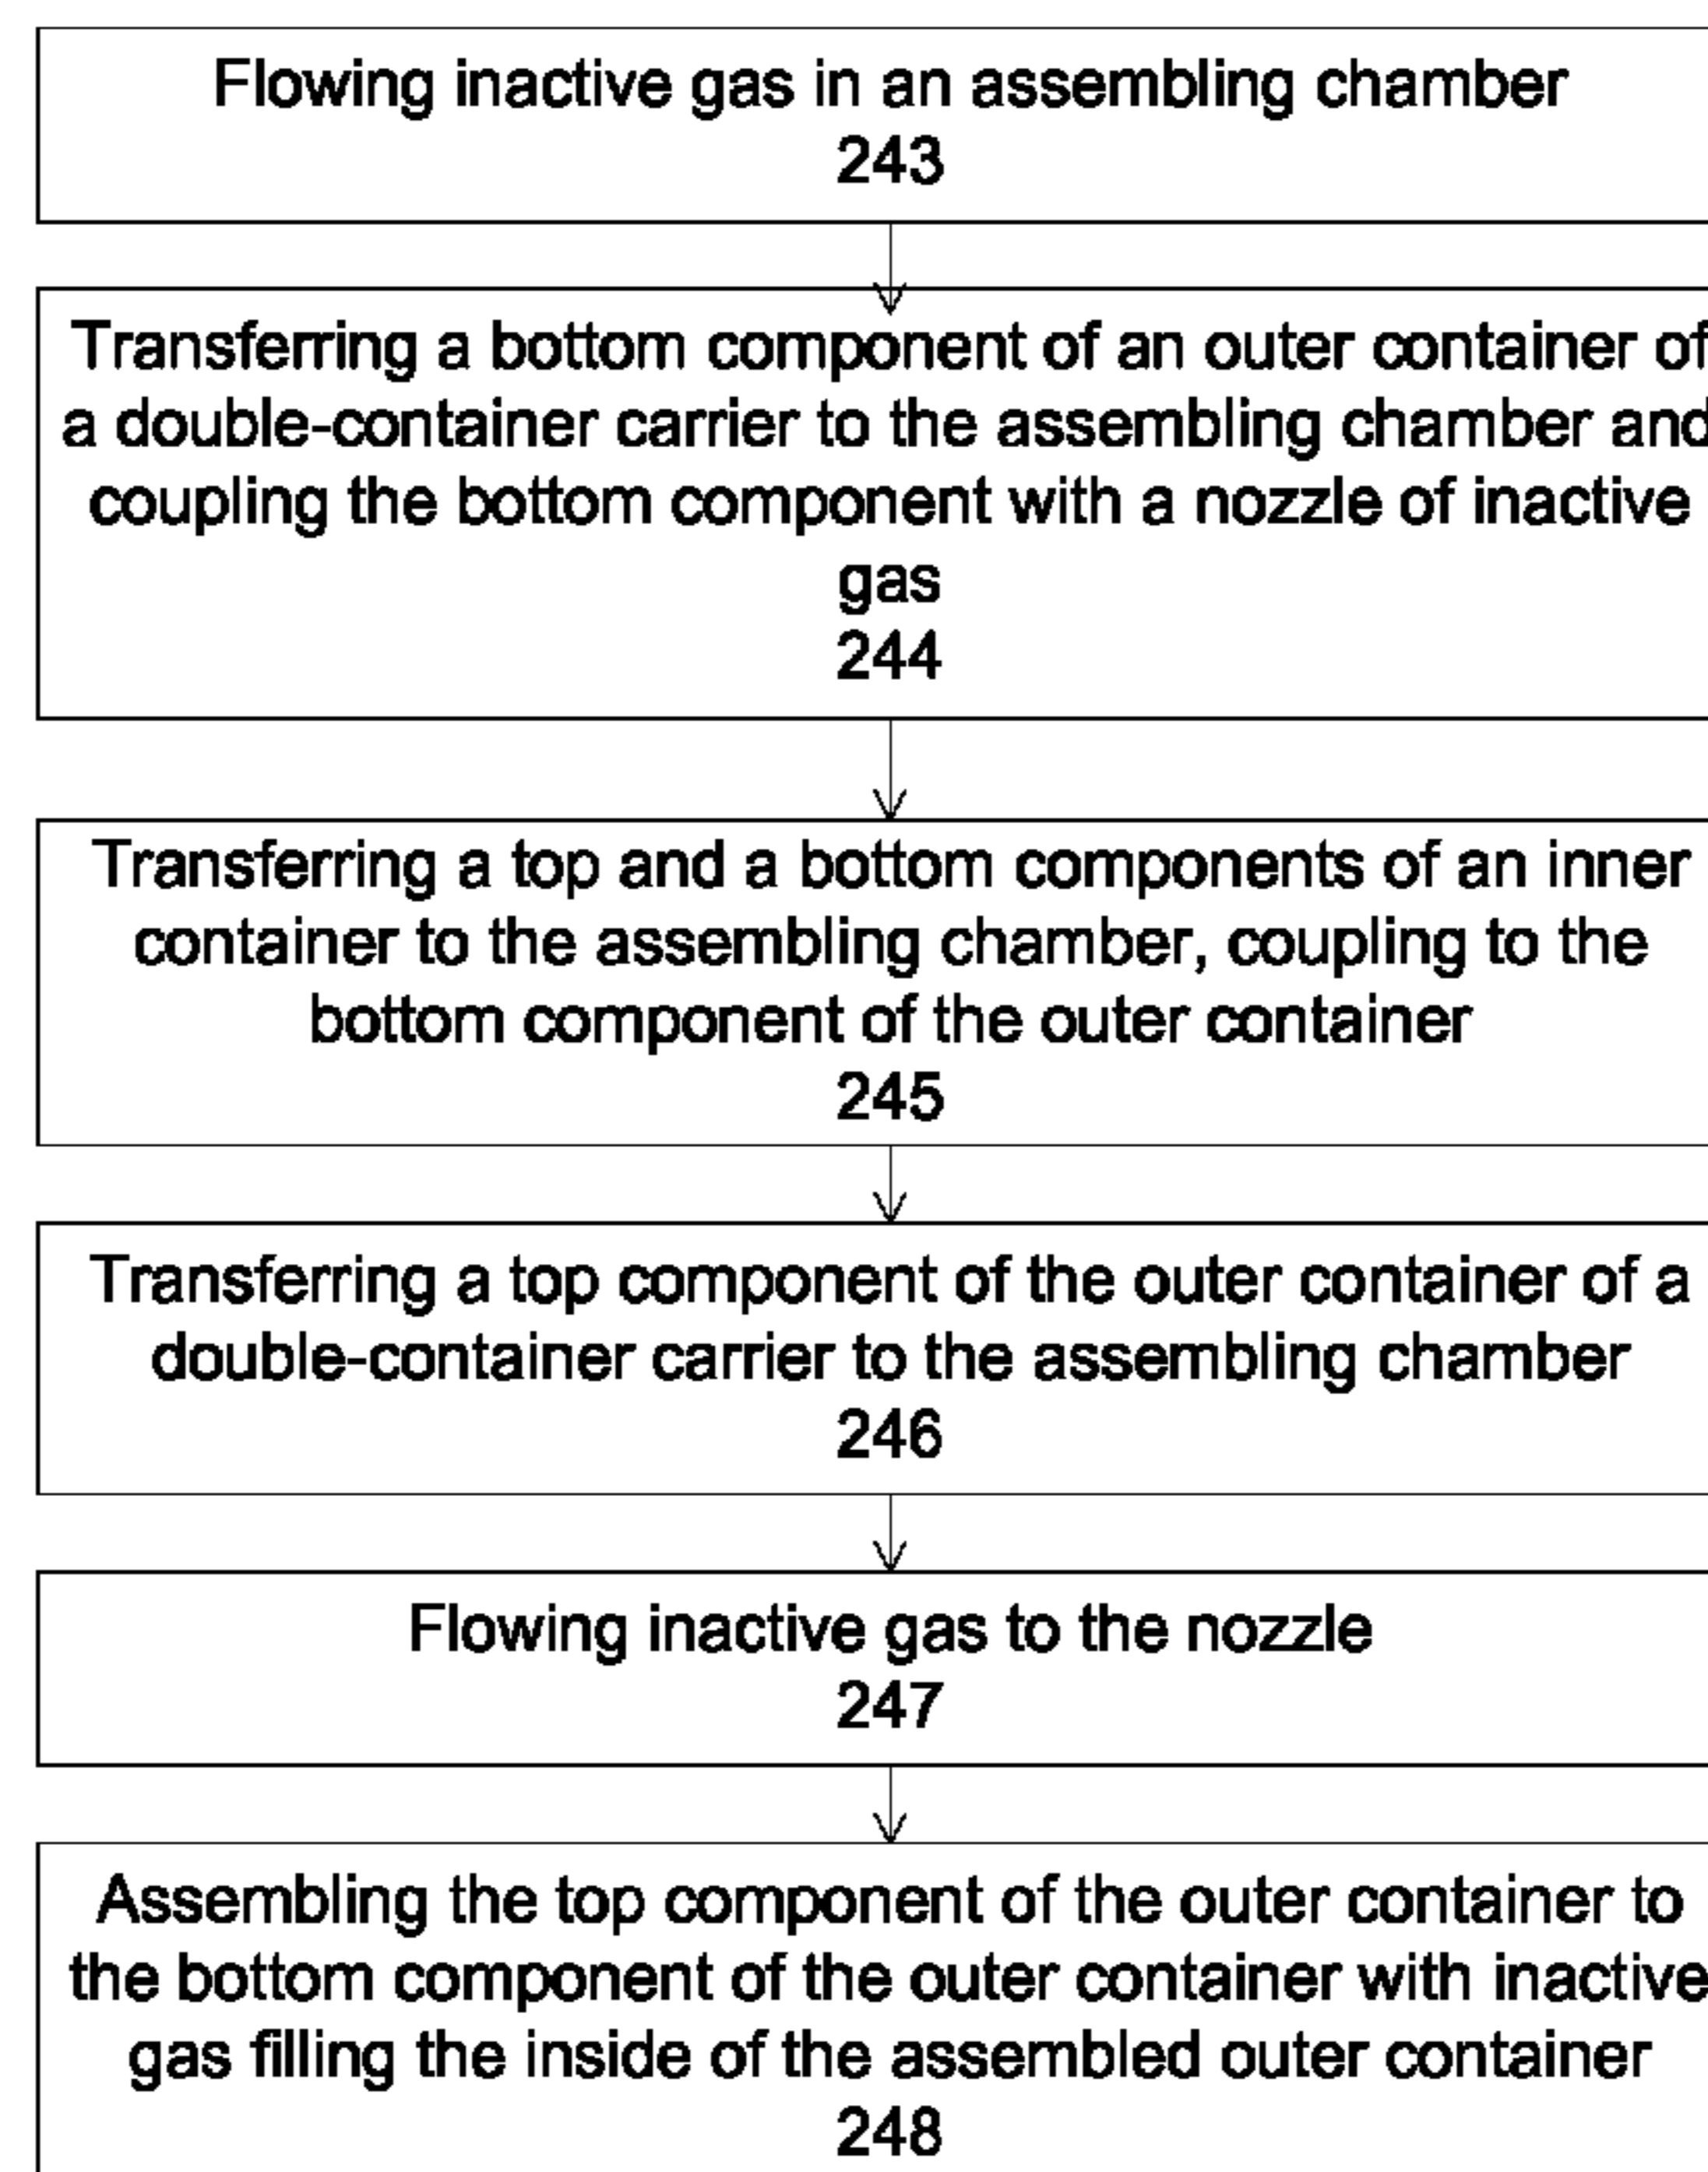 Flowing inactive gas in an assembling chamber
243
Transferring a bottom component of an outer container of
a double-container carrier to the assembling chamber and
coupling the bottom component with a nozzle of inactive
gas
244
Transferring a top and a bottom components of an inner
container to the assembling chamber, coupling to the
bottom component of the outer container
245
Transferring a top component of the outer container of a
double-container carrier to the assembling chamber
246
Flowing inactive gas to the nozzle
247
Assembling the top component of the outer container to
the bottom component of the outer container with inactive
gas filling the inside of the assembled outer container
248